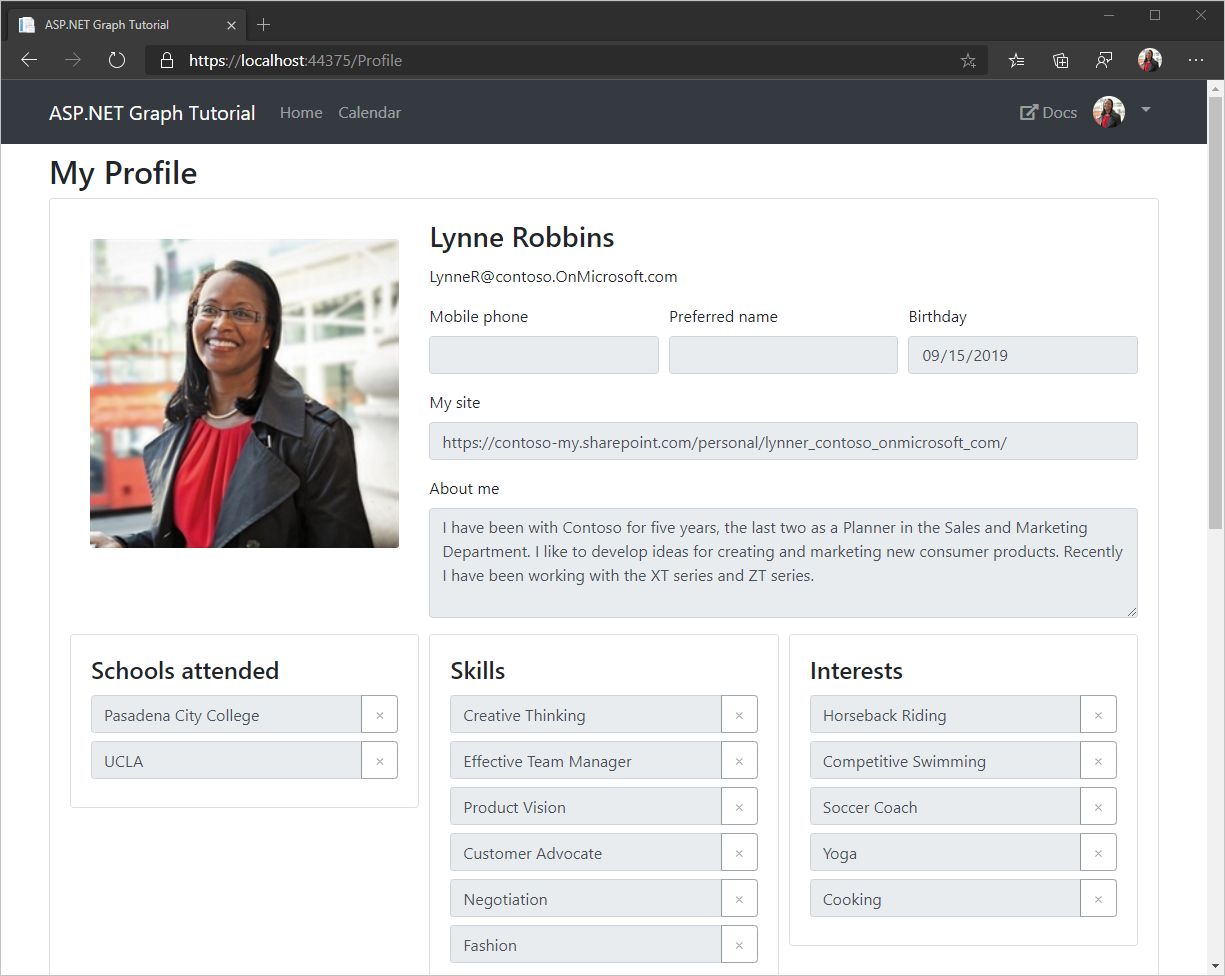 ASP.NET Graph Tutorial
https://localhost:44375/Profile
ASP.NET Graph Tutorial Home Calendar Docs
My Profile
Lynne Robbins
LynneR@contoso.OnMicrosoft.com
Mobile phone Preferred name Birthday
09/15/2019
My site
https://contoso-my.sharepoint.com/personal/lynner_contoso_onmicrosoft_com/
About me
I have been with Contoso for five years, the last two as a Planner in the Sales and Marketing
Department. I like to develop ideas for creating and marketing new consumer products. Recently
I have been working with the XT series and ZT series.
Schools attended
Pasadena City College
UCLA
Skills
Creative Thinking
Effective Team Manager
Product Vision
Customer Advocate
Negotiation
Fashion
Interests
Horseback Riding
Competitive Swimming
Soccer Coach
Yoga
Cooking